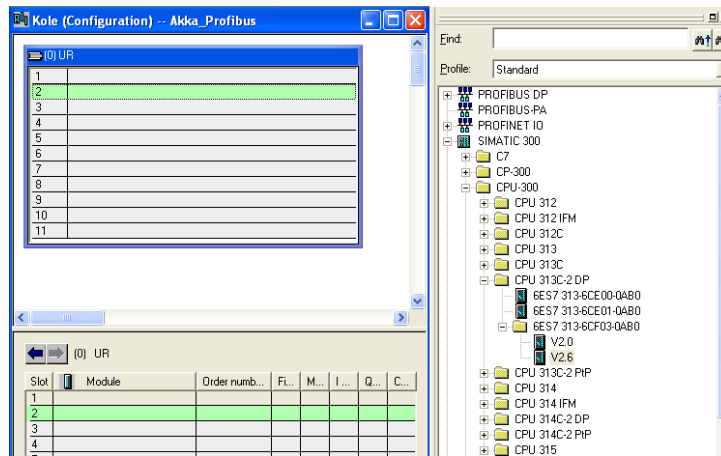 Kole (Configuration) -- Akka_Profibus
(0) UR
1
2
3
4
5
6
7
8
9
10
11
(0) UR
Slot Module Order numb... Fi... M... I ... Q... C...
1
2
3
4
Find:
Profile: Standard
PROFIBUS DP
PROFIBUS-PA
PROFINET IO
SIMATIC 300
C7
CP-300
CPU-300
CPU 312
CPU 312 IFM
CPU 312C
CPU 313
CPU 313C
CPU 313C-2 DP
6ES7 313-6CE00-0AB0
6ES7 313-6CE01-0AB0
6ES7 313-6CF03-0AB0
V2.0
V2.6
CPU 313C-2 PtP
CPU 314
CPU 314 IFM
CPU 314C-2 DP
CPU 314C-2 PtP
CPU 315